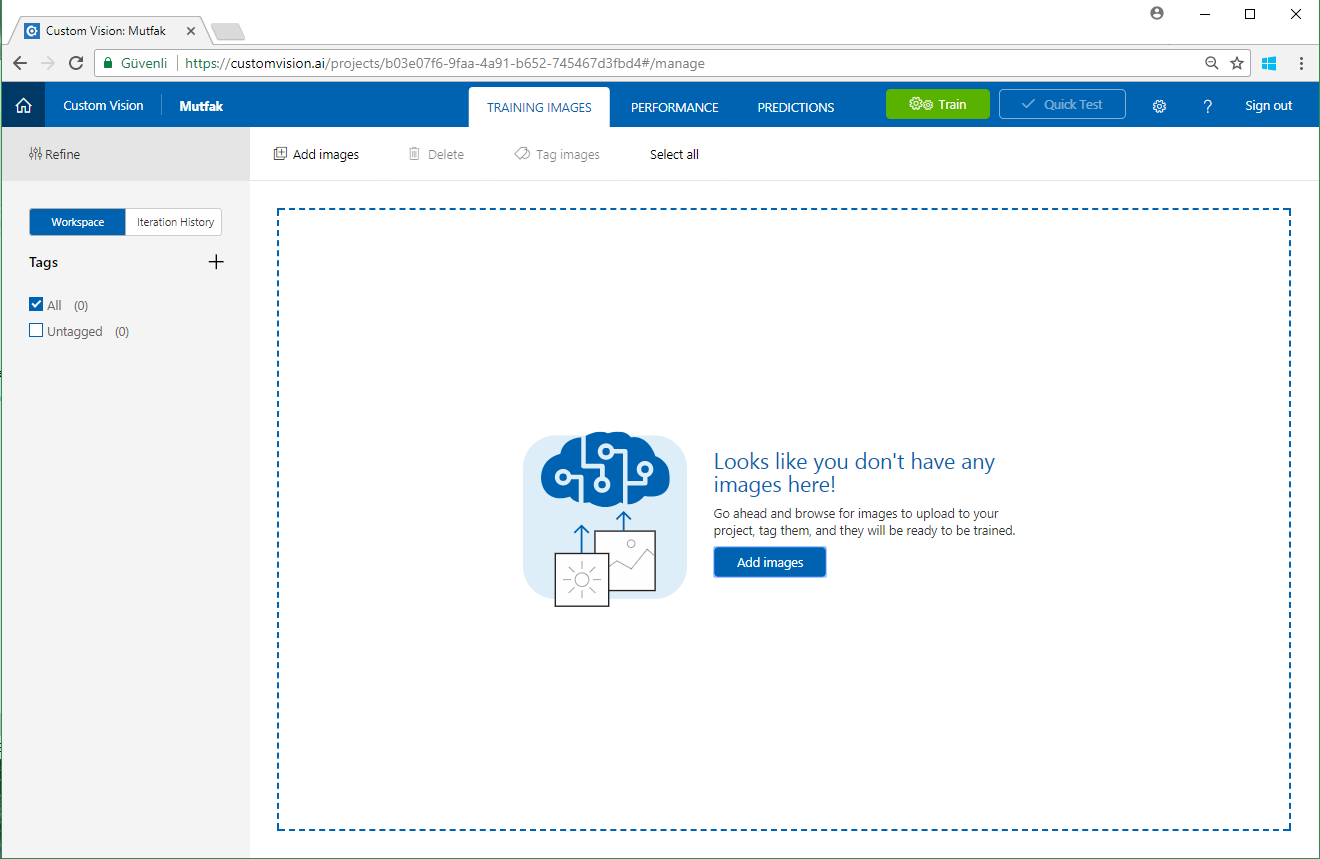 Custom Vision: Mutfak
Güvenli https://customvision.ai/projects/b03e07f6-9faa-4a91-b652-745467d3fbd4#/manage
Custom Vision Mutfak TRAINING IMAGES PERFORMANCE PREDICTIONS Train Quick Test ? Sign out
Refine Add images Delete Tag images Select all
Workspace Iteration History
Tags
All (0)
Untagged (0)
Looks like you don't have any
images here!
Go ahead and browse for images to upload to your
project, tag them, and they will be ready to be trained.
Add images